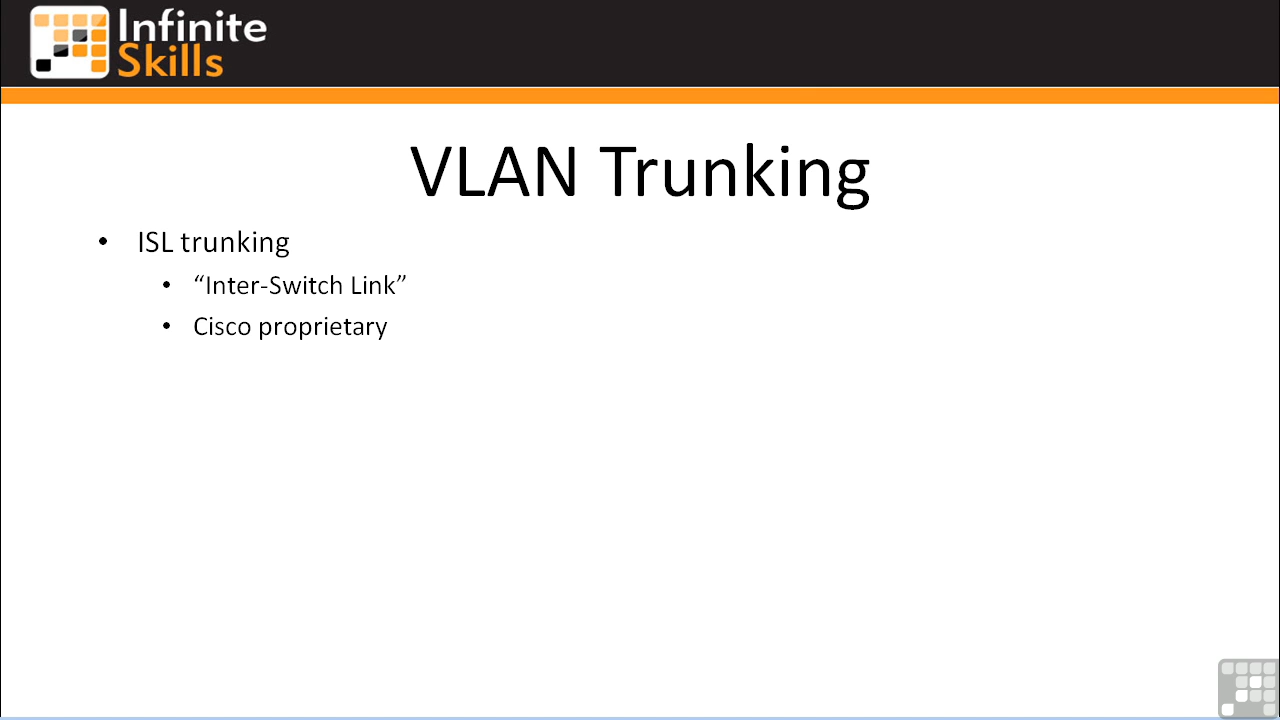 Infinite
Skills
VLAN Trunking
• ISL trunking
• “Inter-Switch Link”
• Cisco proprietary